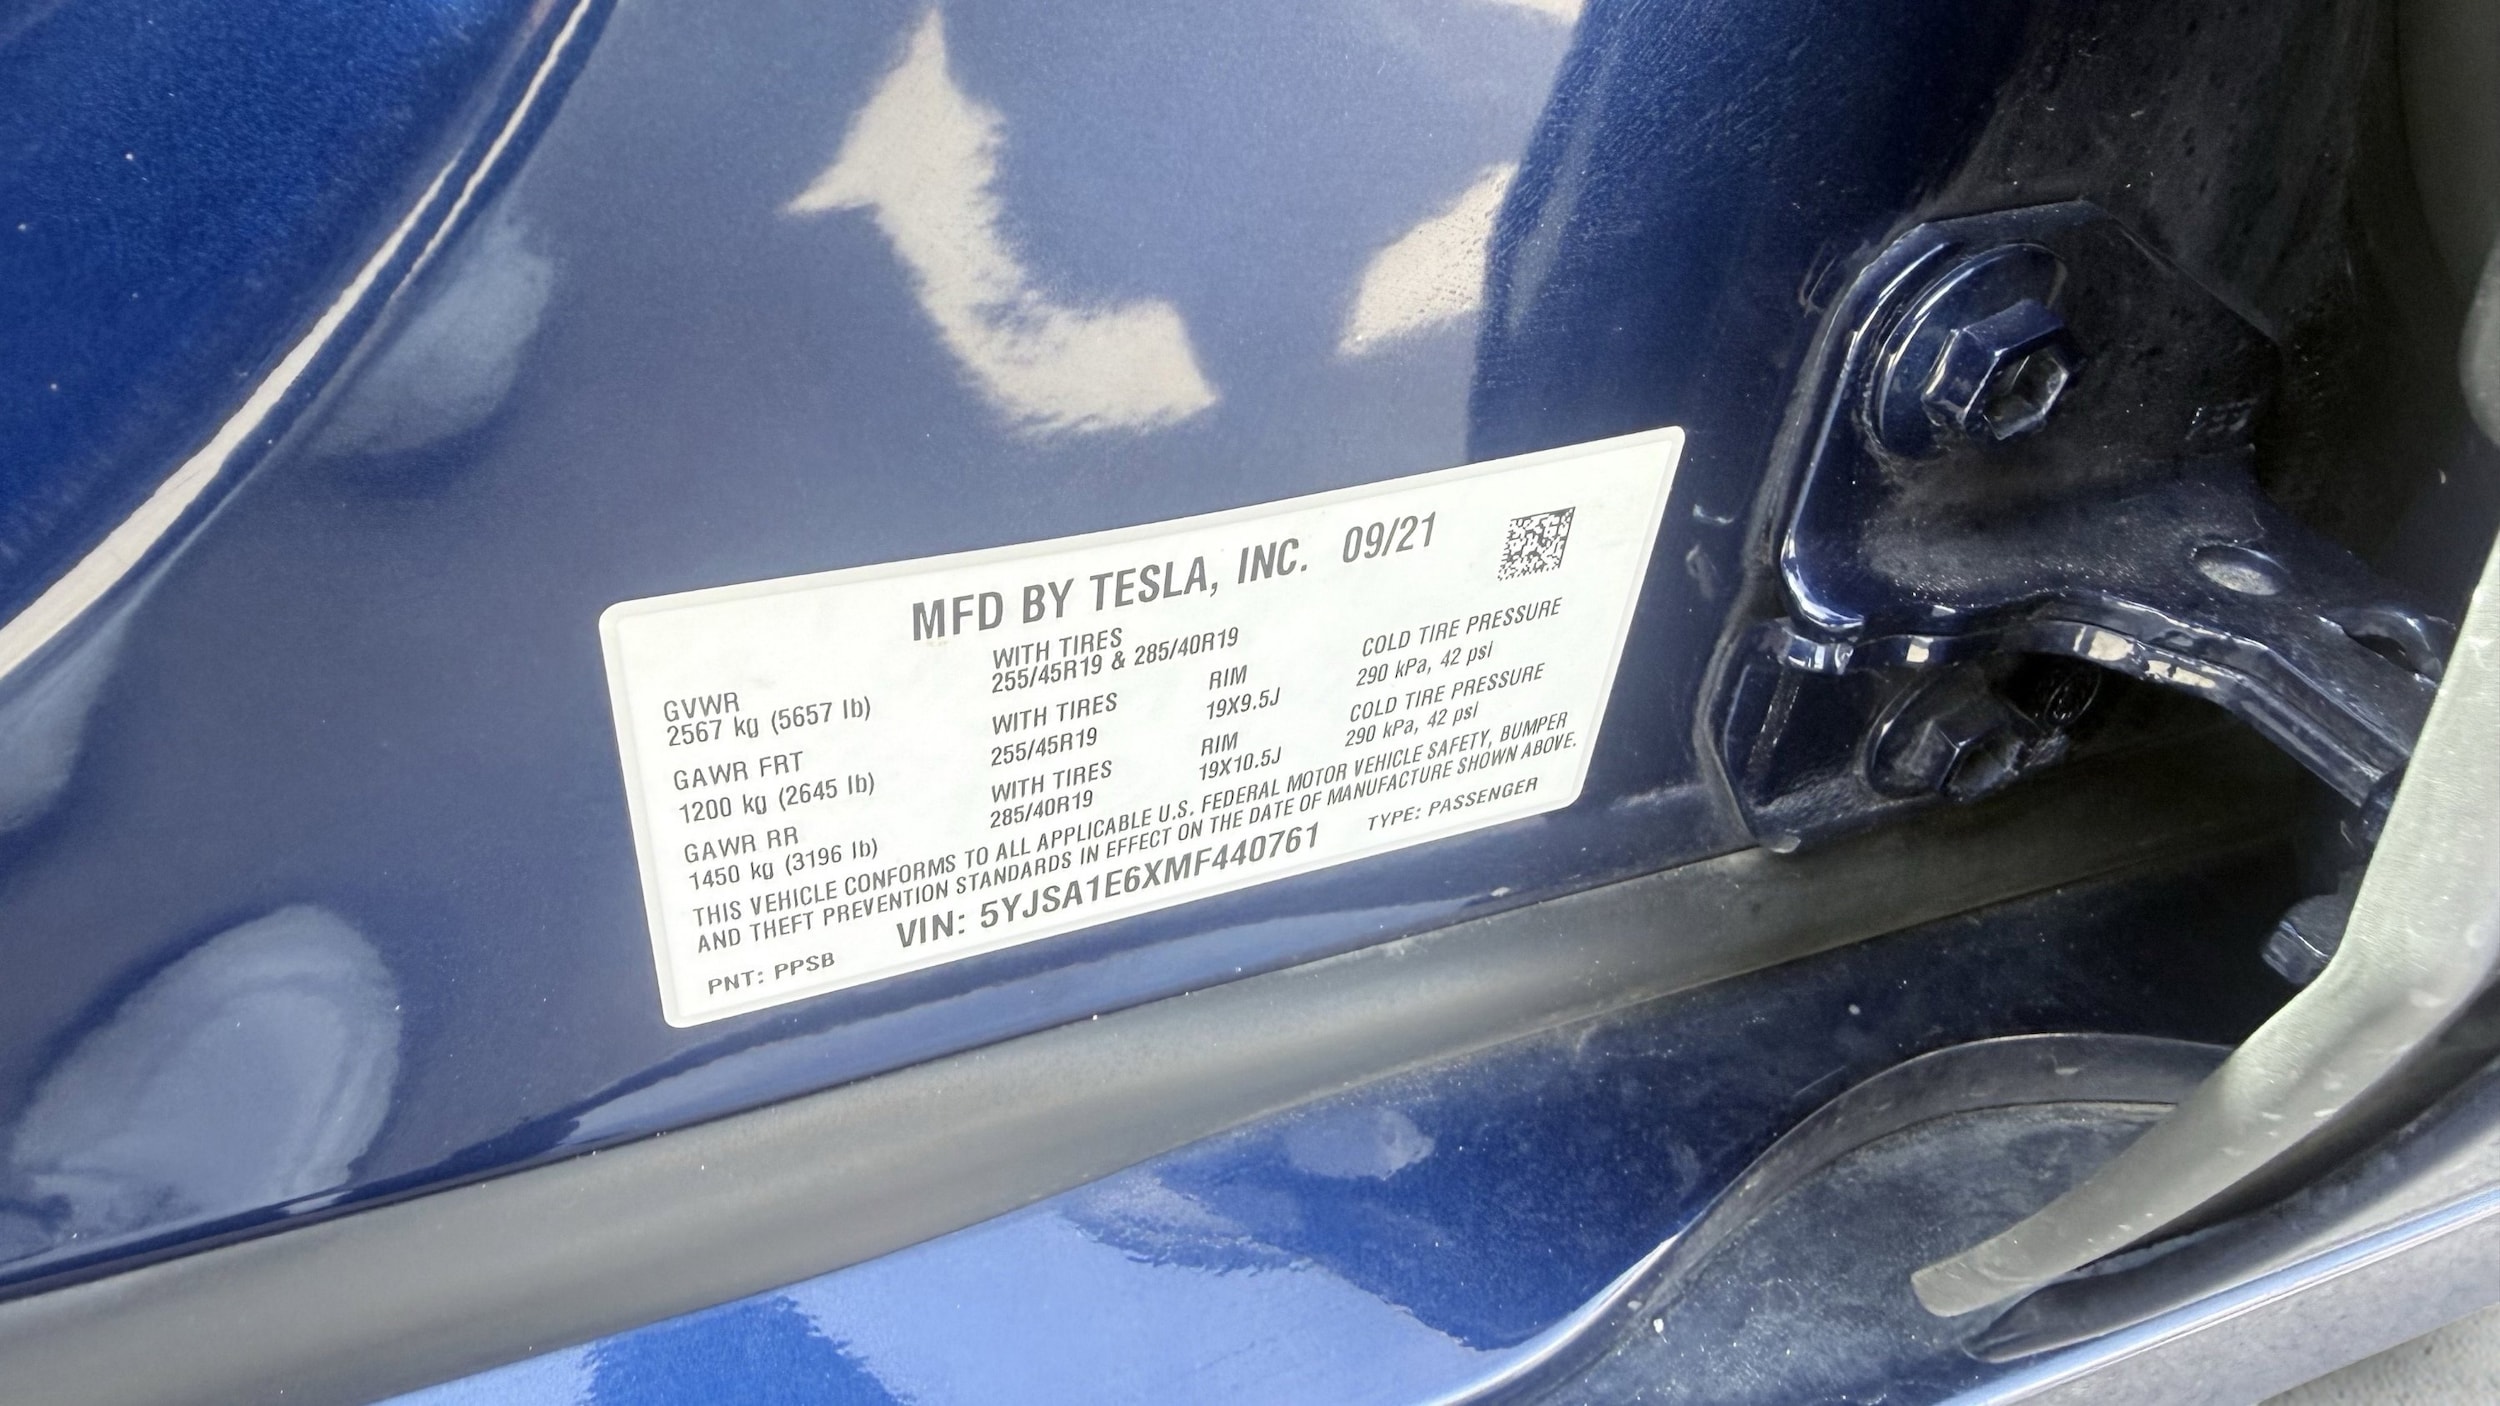 MFD BY TESLA, INC. 09/21
GVWR
2567 kg (5657 lb)
WITH TIRES
255/45R19 & 285/40R19
GAWR FRT
1200 kg (2645 lb)
WITH TIRES
255/45R19
RIM
19X9.5J
COLD TIRE PRESSURE
290 kPa, 42 psi
GAWR RR
1450 kg (3196 lb)
WITH TIRES
285/40R19
RIM
19X10.5J
COLD TIRE PRESSURE
290 kPa, 42 psi
THIS VEHICLE CONFORMS TO ALL APPLICABLE U.S. FEDERAL MOTOR VEHICLE SAFETY, BUMPER
AND THEFT PREVENTION STANDARDS IN EFFECT ON THE DATE OF MANUFACTURE SHOWN ABOVE.
PNT: PPSB
VIN: 5YJSA1E6XMF440761
TYPE: PASSENGER